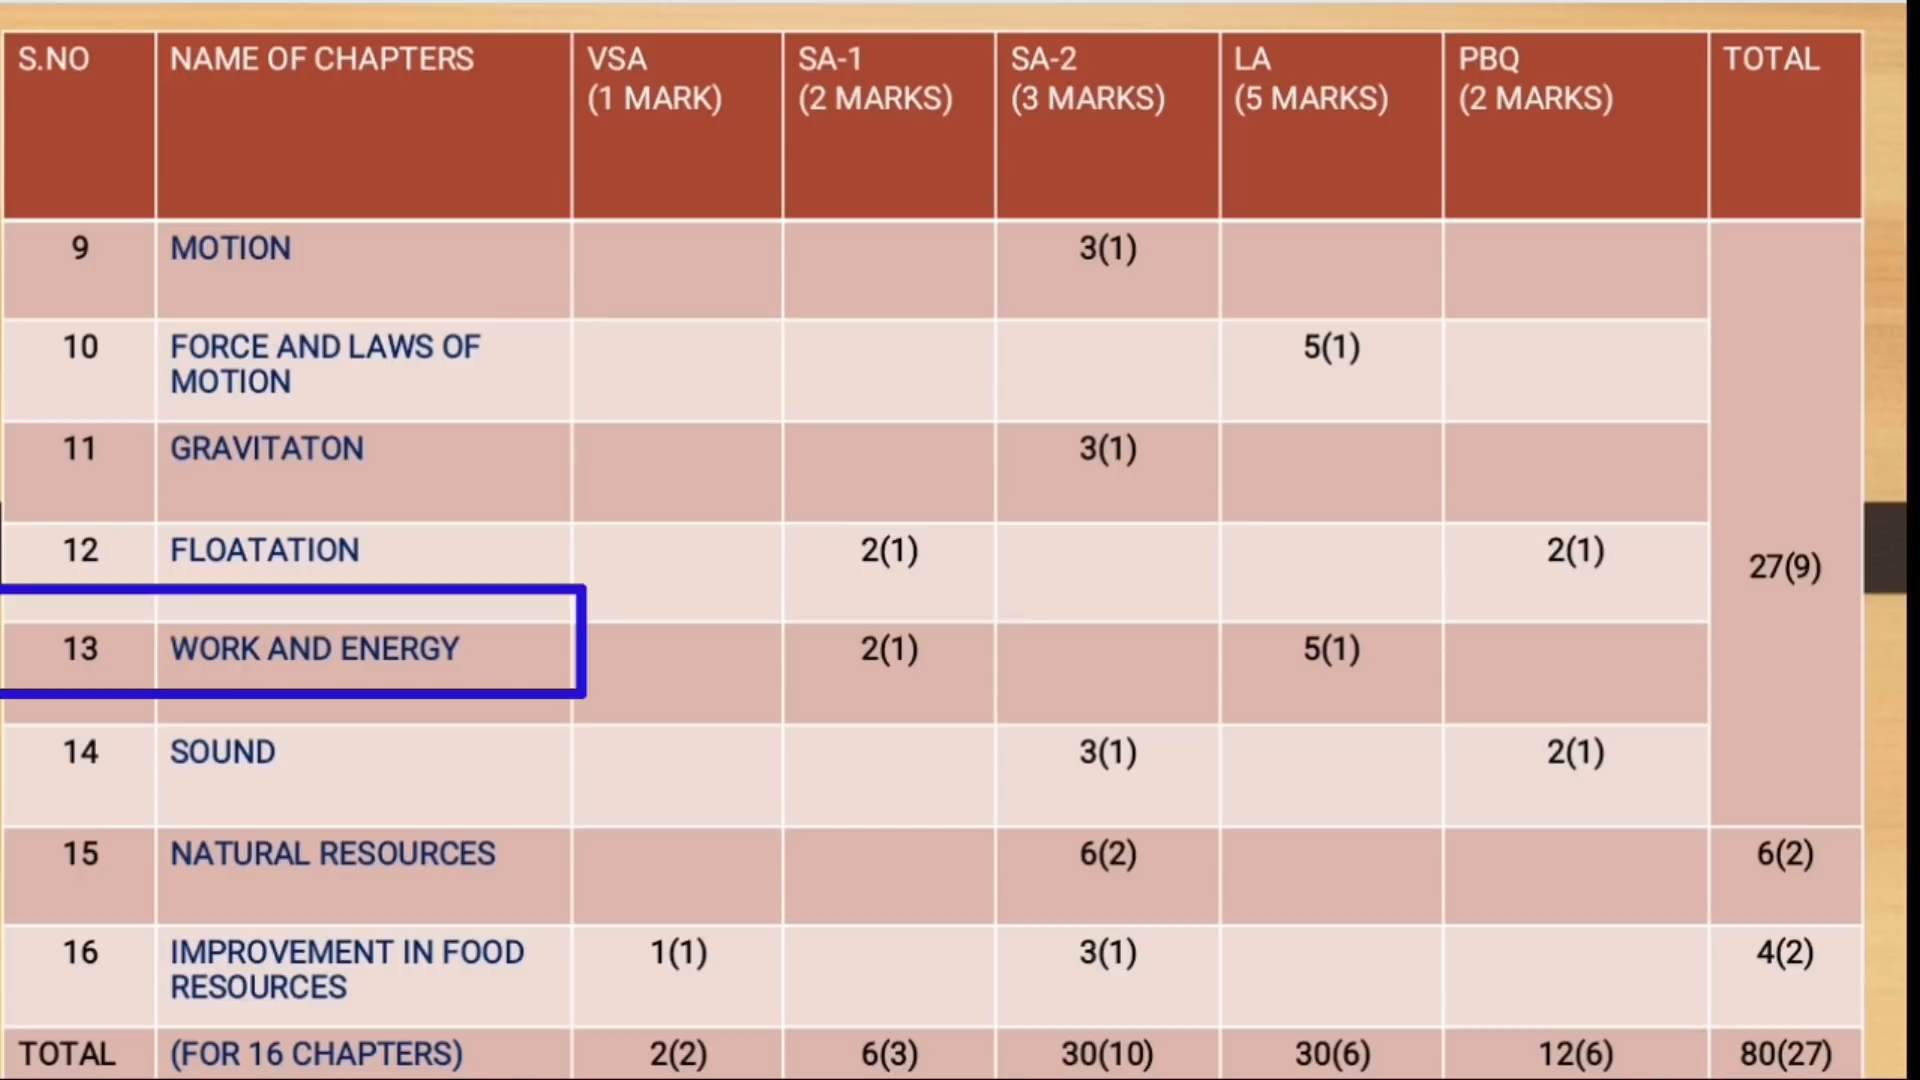 S.NO NAME OF CHAPTERS VSA (1 MARK) SA-1 (2 MARKS) SA-2 (3 MARKS) LA (5 MARKS) PBQ (2 MARKS) TOTAL
9 MOTION 3(1)
10 FORCE AND LAWS OF MOTION 5(1)
11 GRAVITATON 3(1)
12 FLOATATION 2(1) 2(1) 27(9)
13 WORK AND ENERGY 2(1) 5(1)
14 SOUND 3(1) 2(1)
15 NATURAL RESOURCES 6(2) 6(2)
16 IMPROVEMENT IN FOOD RESOURCES 1(1) 3(1) 4(2)
TOTAL (FOR 16 CHAPTERS) 2(2) 6(3) 30(10) 30(6) 12(6) 80(27)